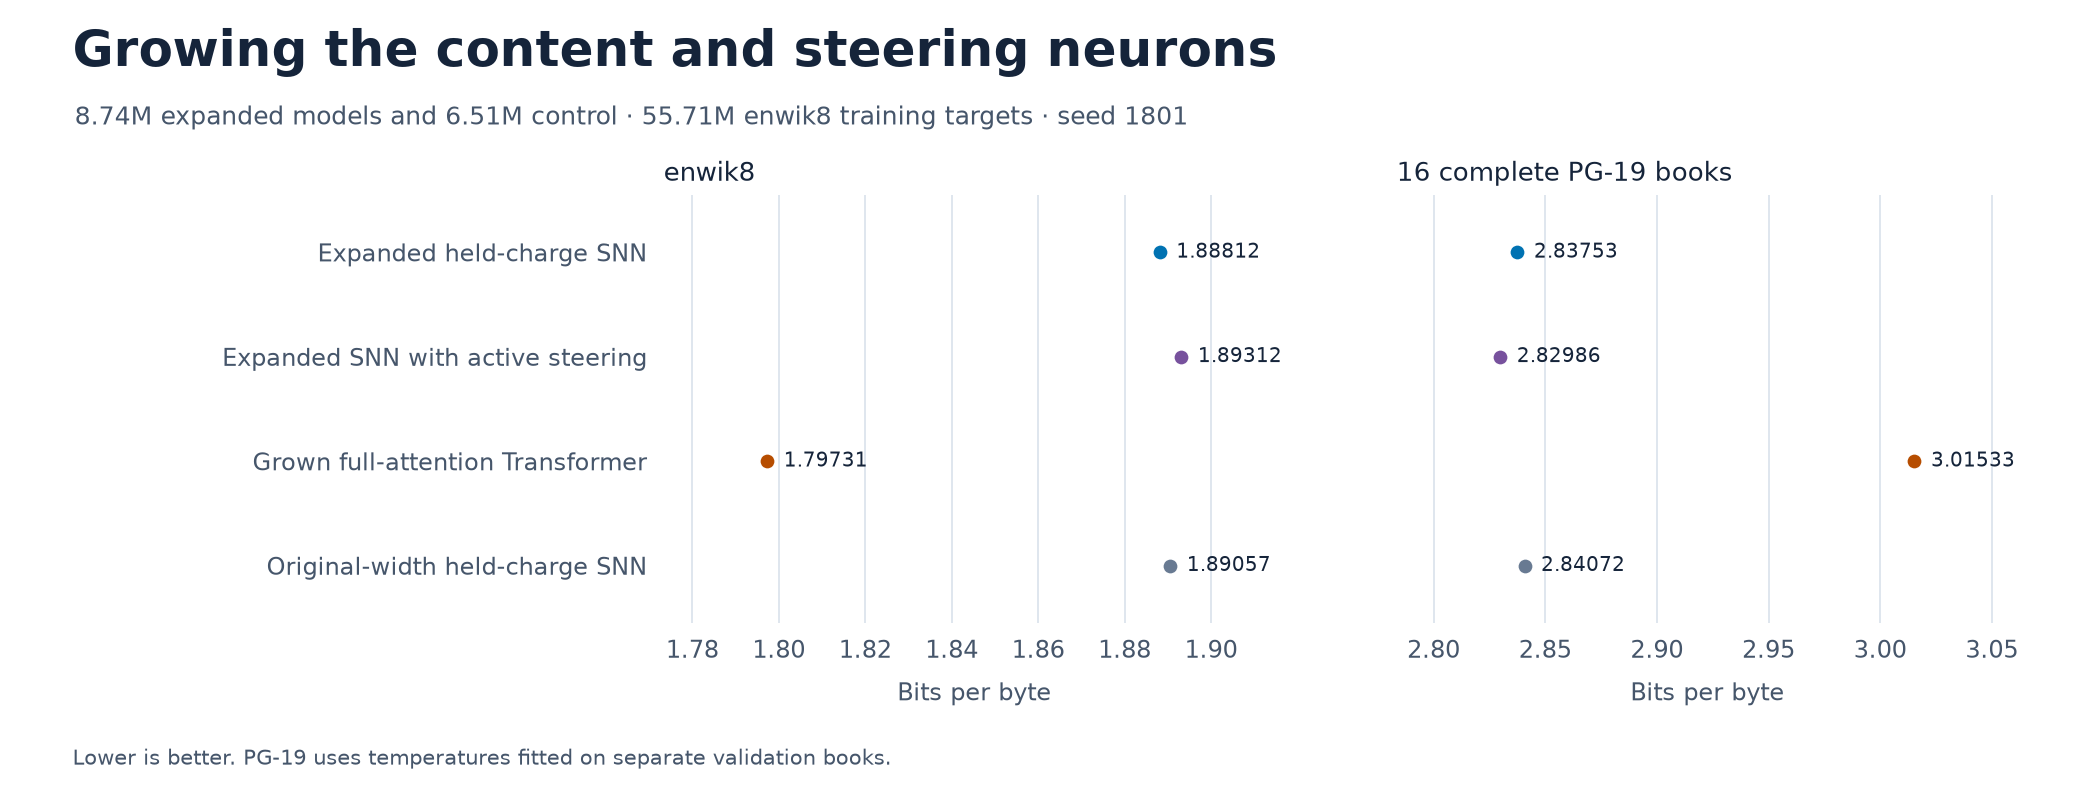 Growing the content and steering neurons
8.74M expanded models and 6.51M control · 55.71M enwik8 training targets · seed 1801
enwik8
16 complete PG-19 books
Expanded held-charge SNN
1.88812
2.83753
Expanded SNN with active steering
1.89312
2.82986
Grown full-attention Transformer
1.79731
3.01533
Original-width held-charge SNN
1.89057
2.84072
1.78 1.80 1.82 1.84 1.86 1.88 1.90
2.80 2.85 2.90 2.95 3.00 3.05
Bits per byte
Bits per byte
Lower is better. PG-19 uses temperatures fitted on separate validation books.